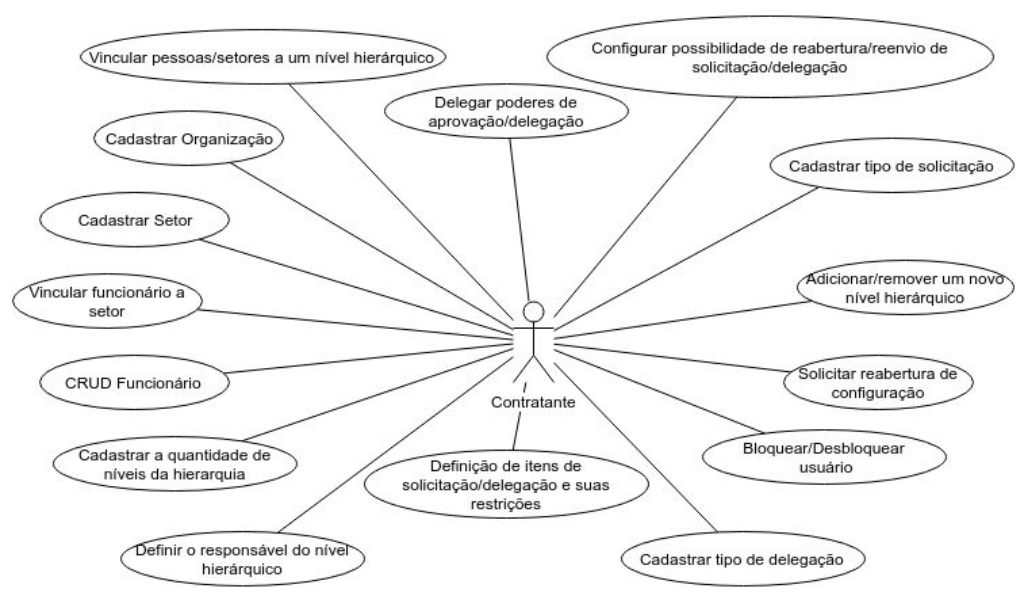 Configurar possibilidade de reabertura/reenvio de
solicitação/delegação
Vincular pessoas/setores a um nível hierárquico
Delegar poderes de
aprovação/delegação
Cadastrar Organização
Cadastrar tipo de solicitação
Cadastrar Setor
Vincular funcionário a
setor
Adicionar/remover um novo
nível hierárquico
CRUD Funcionário
Solicitar reabertura de
configuração
Contratante
Cadastrar a quantidade de
níveis da hierarquia
Bloquear/Desbloquear
usuário
Definição de itens de
solicitação/delegação e suas
restrições
Definir o responsável do nível
hierárquico
Cadastrar tipo de delegação